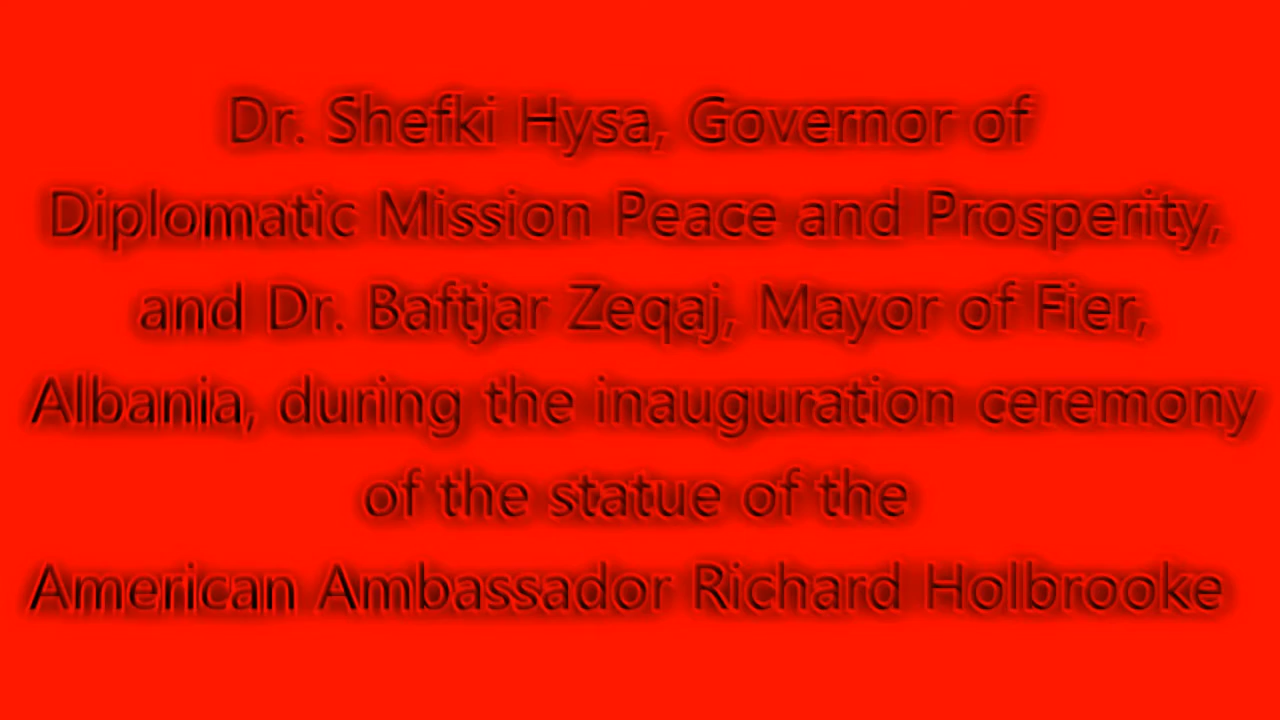 Dr. Shefki Hysa, Governor of
Diplomatic Mission Peace and Prosperity,
and Dr. Baftjar Zeqaj, Mayor of Fier,
Albania, during the inauguration ceremony
of the statue of the
American Ambassador Richard Holbrooke